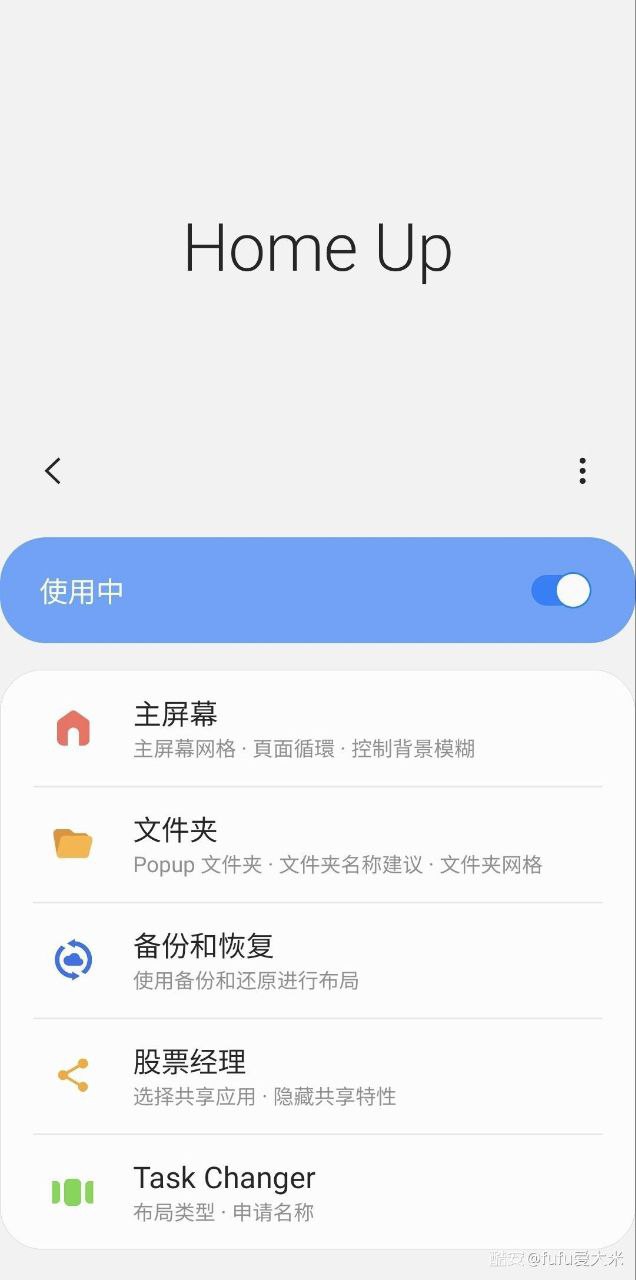 Home Up
使用中
主屏幕
主屏幕网格 · 頁面循環 · 控制背景模糊
文件夹
Popup 文件夹 · 文件夹名称建议 · 文件夹网格
备份和恢复
使用备份和还原进行布局
股票经理
选择共享应用 · 隐藏共享特性
Task Changer
布局类型 · 申请名称
酷安 @fufu爱大米